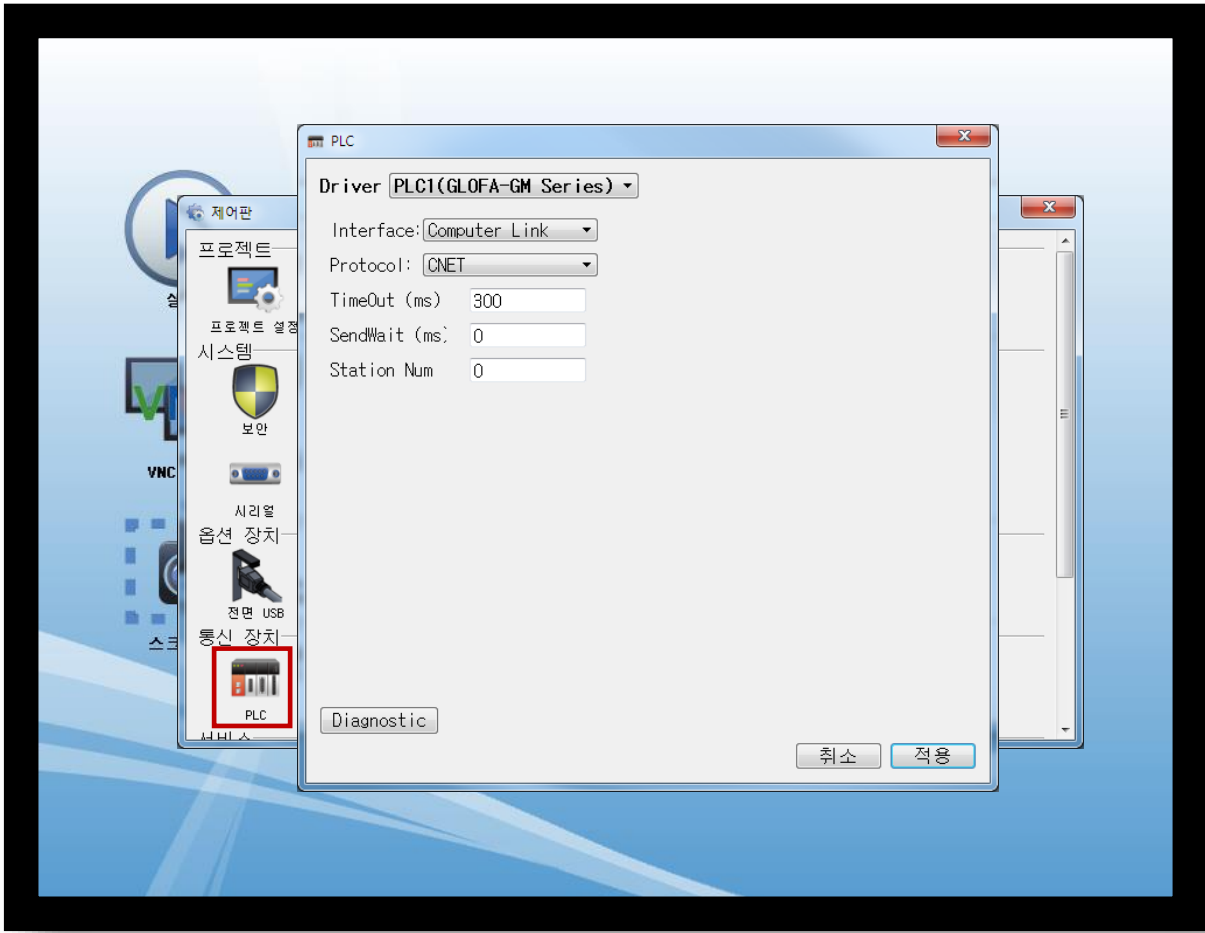 PLC
Driver PLC1(GLOFA-GM Series)
Interface: Computer Link
Protocol: CNET
TimeOut (ms) 300
SendWait (ms) 0
Station Num 0
Diagnostic
취소 적용
제어판
프로젝트
프로젝트 설정
시스템
보안
시리얼
옵션 장치
전면 USB
통신 장치
PLC
서비스
VNC